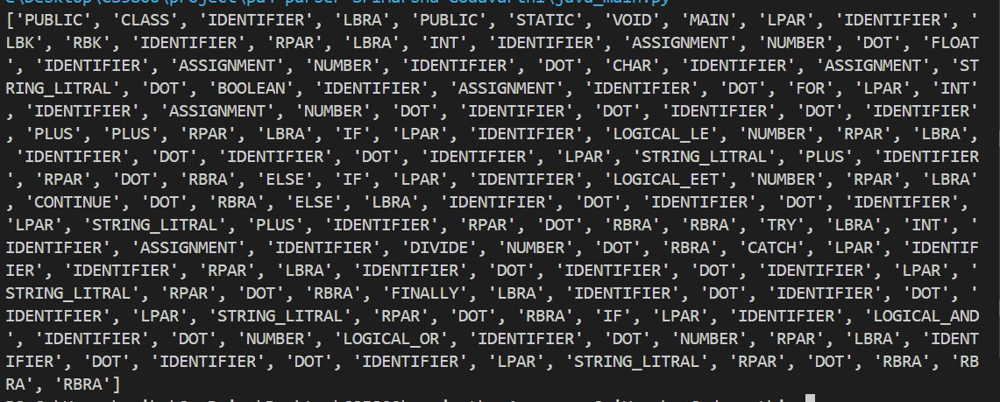 ['PUBLIC', 'CLASS', 'IDENTIFIER', 'LBRA', 'PUBLIC', 'STATIC', 'VOID', 'MAIN', 'LPAR', 'IDENTIFIER', '
LBK', 'RBK', 'IDENTIFIER', 'RPAR', 'LBRA', 'INT', 'IDENTIFIER', 'ASSIGNMENT', 'NUMBER', 'DOT', 'FLOAT
', 'IDENTIFIER', 'ASSIGNMENT', 'NUMBER', 'IDENTIFIER', 'DOT', 'CHAR', 'IDENTIFIER', 'ASSIGNMENT', 'ST
RING_LITRAL', 'DOT', 'BOOLEAN', 'IDENTIFIER', 'ASSIGNMENT', 'IDENTIFIER', 'DOT', 'FOR', 'LPAR', 'INT'
, 'IDENTIFIER', 'ASSIGNMENT', 'NUMBER', 'DOT', 'IDENTIFIER', 'DOT', 'IDENTIFIER', 'DOT', 'IDENTIFIER'
, 'PLUS', 'PLUS', 'RPAR', 'LBRA', 'IF', 'LPAR', 'IDENTIFIER', 'LOGICAL_LE', 'NUMBER', 'RPAR', 'LBRA',
'IDENTIFIER', 'DOT', 'IDENTIFIER', 'DOT', 'IDENTIFIER', 'LPAR', 'STRING_LITRAL', 'PLUS', 'IDENTIFIER
', 'RPAR', 'DOT', 'RBRA', 'ELSE', 'IF', 'LPAR', 'IDENTIFIER', 'LOGICAL_EET', 'NUMBER', 'RPAR', 'LBRA'
, 'CONTINUE', 'DOT', 'RBRA', 'ELSE', 'LBRA', 'IDENTIFIER', 'DOT', 'IDENTIFIER', 'DOT', 'IDENTIFIER',
'LPAR', 'STRING_LITRAL', 'PLUS', 'IDENTIFIER', 'RPAR', 'DOT', 'RBRA', 'RBRA', 'TRY', 'LBRA', 'INT', '
IDENTIFIER', 'ASSIGNMENT', 'IDENTIFIER', 'DIVIDE', 'NUMBER', 'DOT', 'RBRA', 'CATCH', 'LPAR', 'IDENTIF
IER', 'IDENTIFIER', 'RPAR', 'LBRA', 'IDENTIFIER', 'DOT', 'IDENTIFIER', 'DOT', 'IDENTIFIER', 'LPAR', '
STRING_LITRAL', 'RPAR', 'DOT', 'RBRA', 'FINALLY', 'LBRA', 'IDENTIFIER', 'DOT', 'IDENTIFIER', 'DOT', '
IDENTIFIER', 'LPAR', 'STRING_LITRAL', 'RPAR', 'DOT', 'RBRA', 'IF', 'LPAR', 'IDENTIFIER', 'LOGICAL_AND
', 'IDENTIFIER', 'DOT', 'NUMBER', 'LOGICAL_OR', 'IDENTIFIER', 'DOT', 'NUMBER', 'RPAR', 'LBRA', 'IDENT
IFIER', 'DOT', 'IDENTIFIER', 'DOT', 'IDENTIFIER', 'LPAR', 'STRING_LITRAL', 'RPAR', 'DOT', 'RBRA', 'RB
RA', 'RBRA']